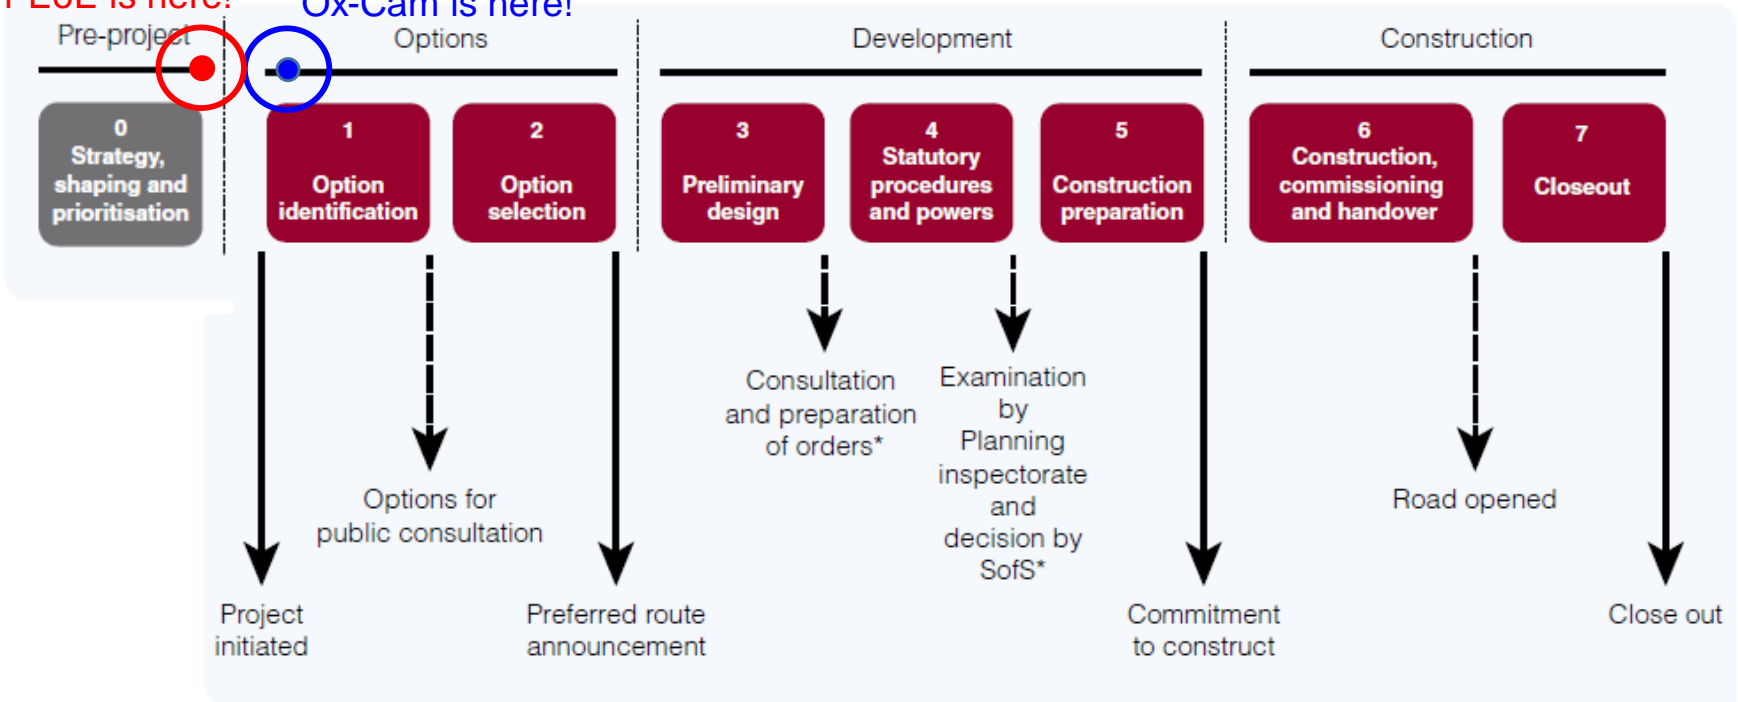 is here!
Ox-Cam is here!
Pre-project
Options
Development
Construction
0
Strategy,
shaping and
prioritisation
1
Option
identification
2
Option
selection
3
Preliminary
design
4
Statutory
procedures
and powers
5
Construction
preparation
6
Construction,
commissioning
and handover
7
Closeout
Consultation
and preparation
of orders*
Examination
by
Planning
inspectorate
and
decision by
SofS*
Options for
public consultation
Road opened
Project
initiated
Preferred route
announcement
Commitment
to construct
Close out